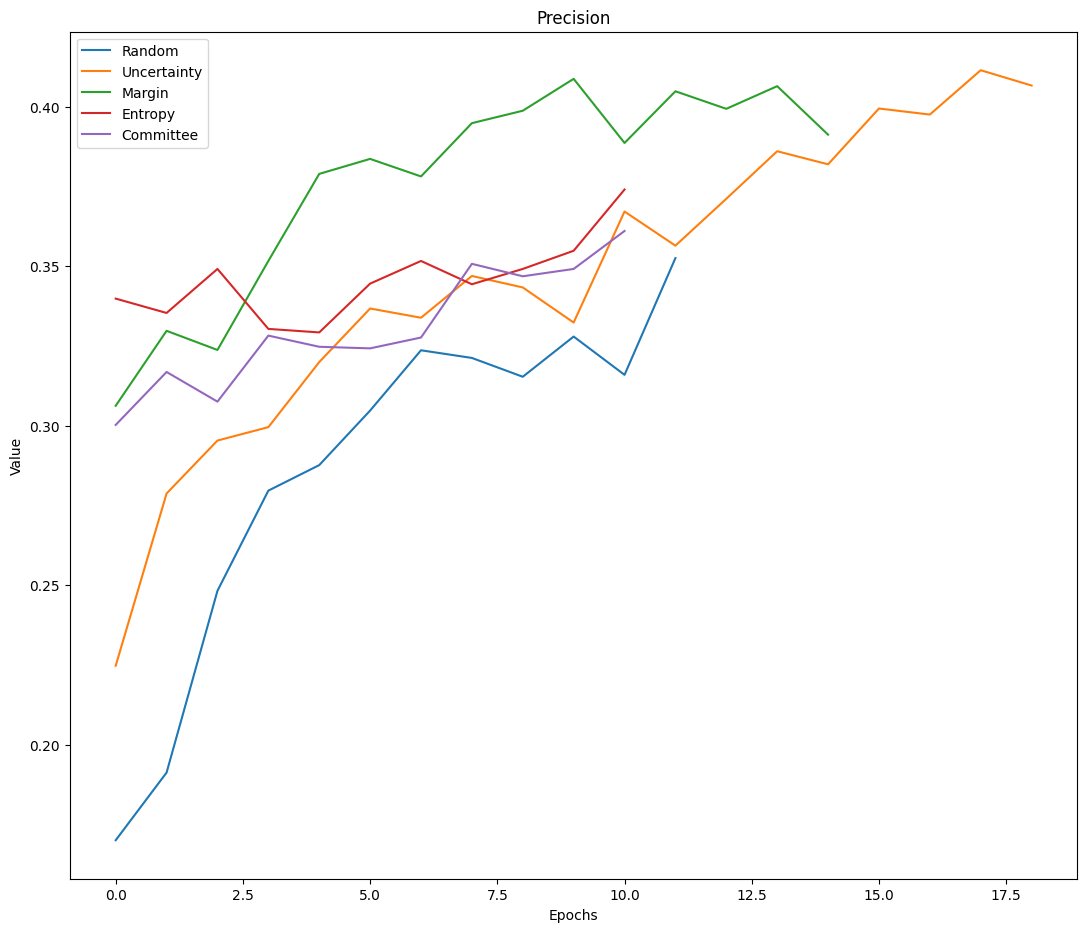 Precision
Random
Uncertainty
Margin
Entropy
Committee
0.40
0.35
0.30
0.25
0.20
Value
0.0 2.5 5.0 7.5 10.0 12.5 15.0 17.5
Epochs